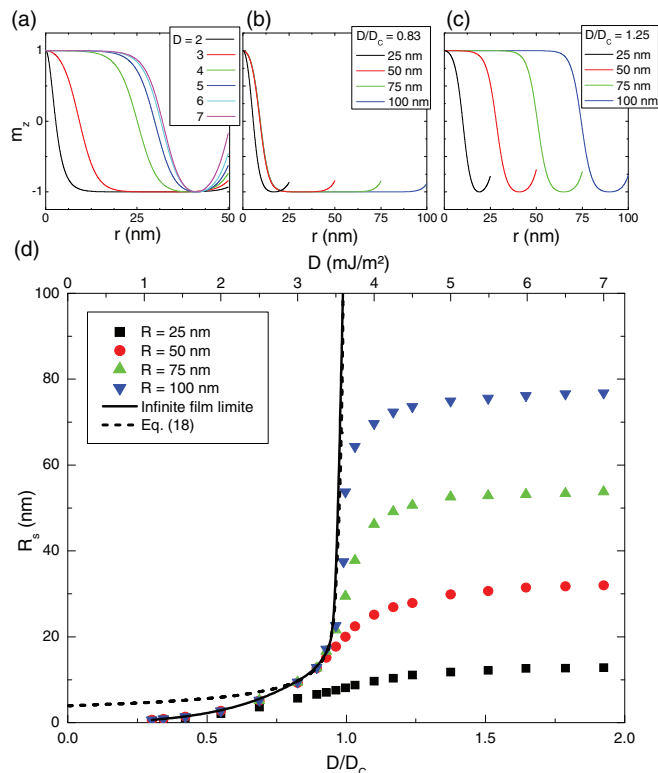 (a)
D = 2
3
4
5
6
7
1
0
-1
m_z
0
25
50
r (nm)
(b)
D/D_C = 0.83
25 nm
50 nm
75 nm
100 nm
0
25
50
75
100
r (nm)
(c)
D/D_C = 1.25
25 nm
50 nm
75 nm
100 nm
0
25
50
75
100
r (nm)
(d)
D (mJ/m²)
0
1
2
3
4
5
6
7
100
80
60
40
20
0
R_s (nm)
R = 25 nm
R = 50 nm
R = 75 nm
R = 100 nm
Infinite film limite
Eq. (18)
0.0
0.5
1.0
1.5
2.0
D/D_C